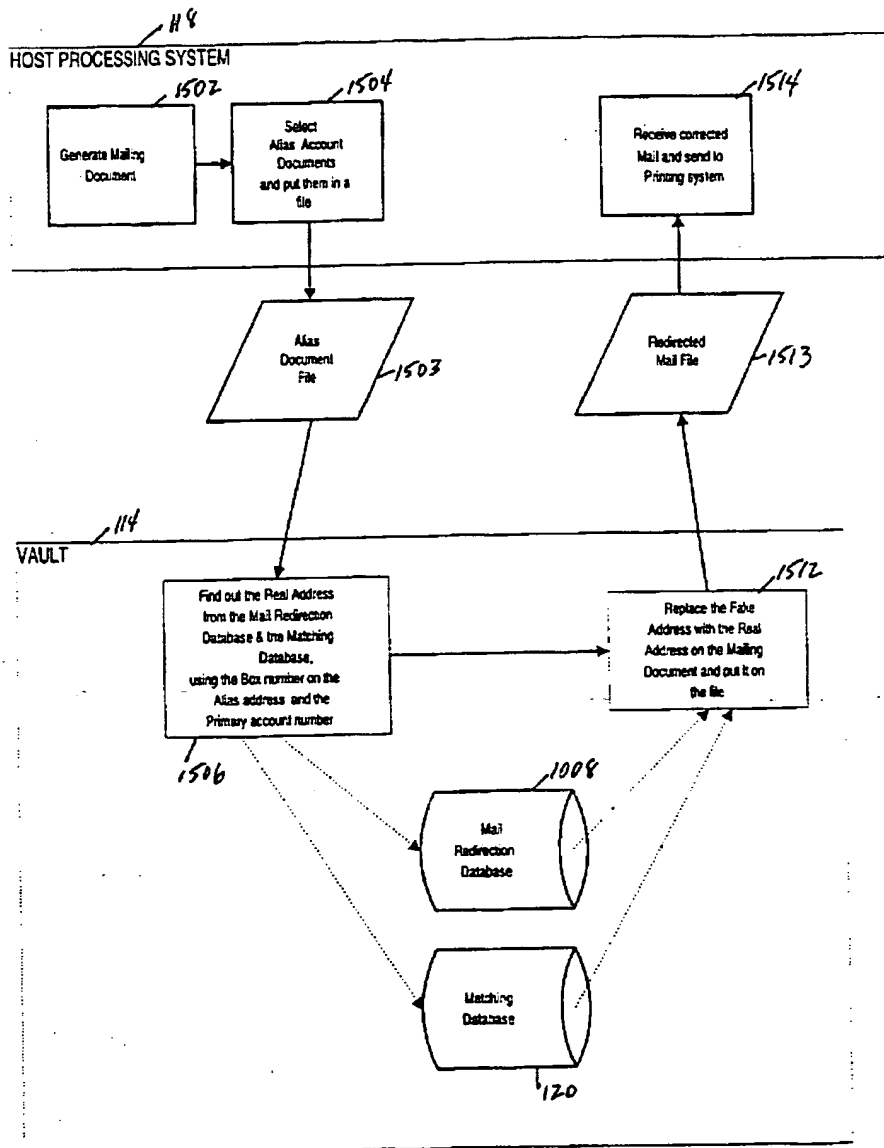 118
HOST PROCESSING SYSTEM
1502
Generate Mailing
Document
1504
Select
Alias Account
Documents
and put them in a
file
1514
Receive corrected
Mail and send to
Printing system
Alias
Document
File
1503
Redirected
Mail File
1513
114
VAULT
Find out the Real Address
from the Mail Redirection
Database & the Matching
Database,
using the Box number on the
Alias address and the
Primary account number
1506
1512
Replace the Fake
Address with the Real
Address on the Mailing
Document and put it on
the file
1008
Mail
Redirection
Database
Matching
Database
120